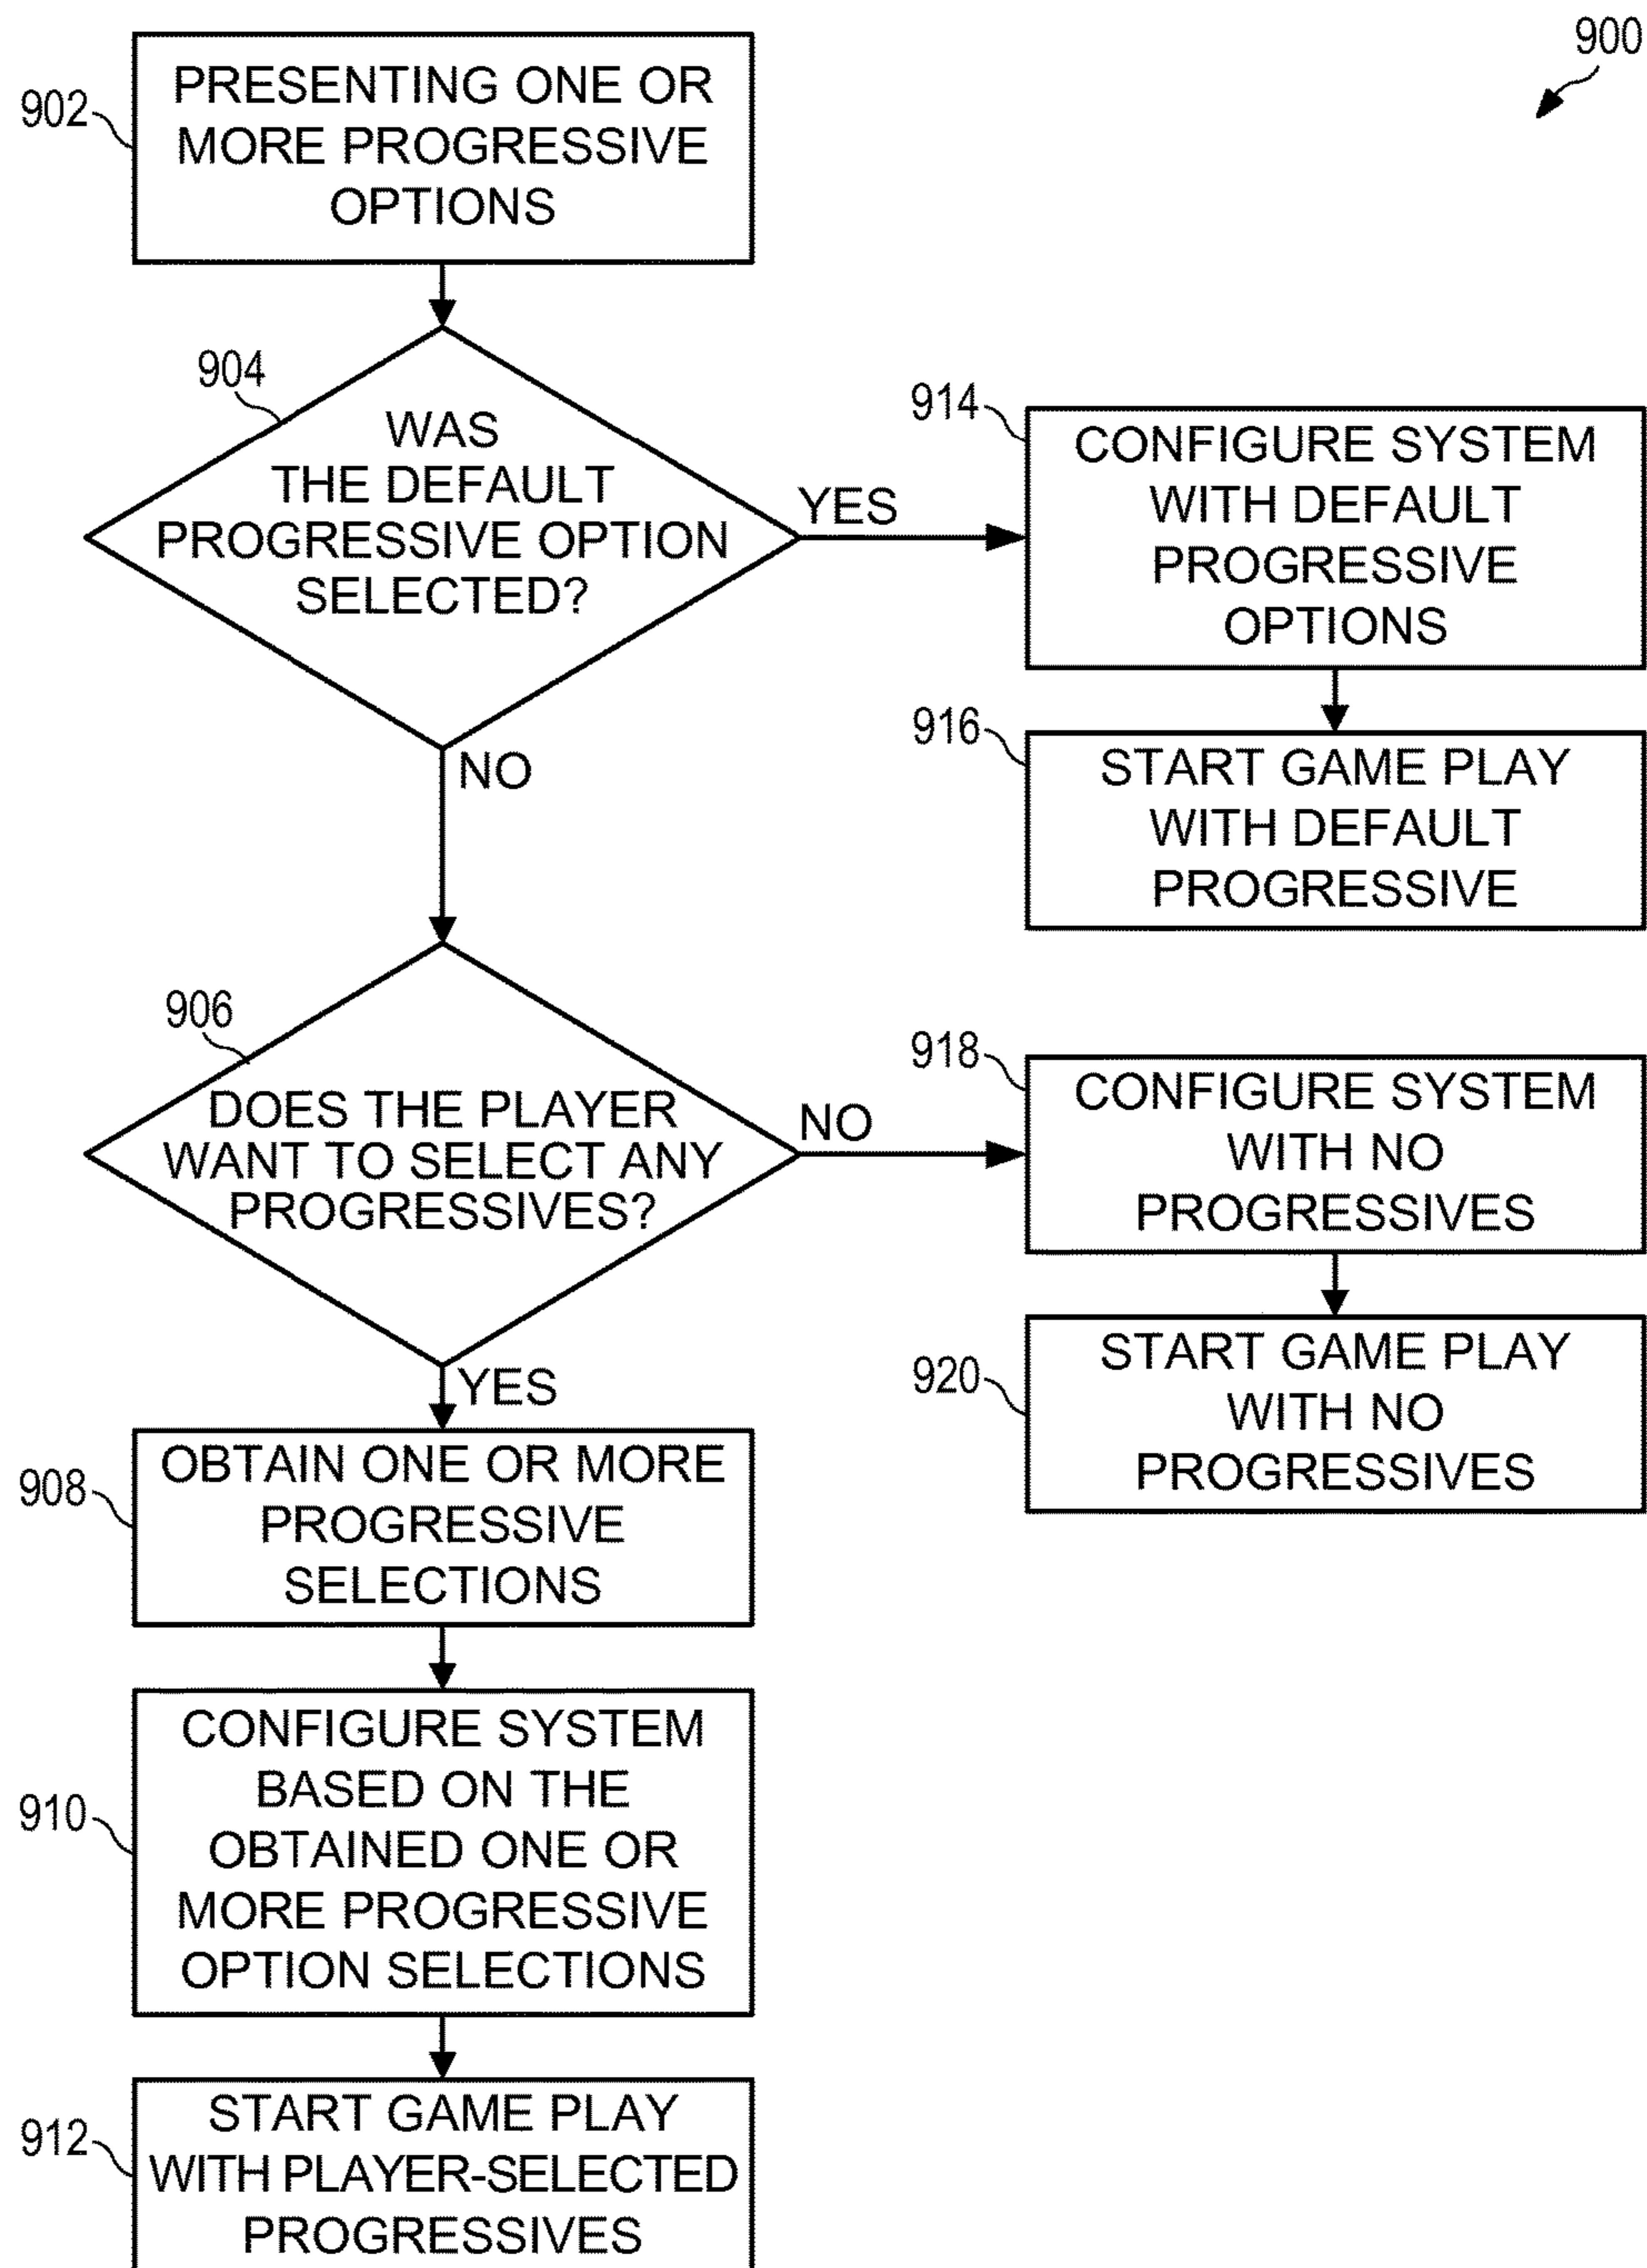 900
902
PRESENTING ONE OR
MORE PROGRESSIVE
OPTIONS
904
WAS
THE DEFAULT
PROGRESSIVE OPTION
SELECTED?
YES
NO
914
CONFIGURE SYSTEM
WITH DEFAULT
PROGRESSIVE
OPTIONS
916
START GAME PLAY
WITH DEFAULT
PROGRESSIVE
906
DOES THE PLAYER
WANT TO SELECT ANY
PROGRESSIVES?
NO
YES
918
CONFIGURE SYSTEM
WITH NO
PROGRESSIVES
920
START GAME PLAY
WITH NO
PROGRESSIVES
908
OBTAIN ONE OR MORE
PROGRESSIVE
SELECTIONS
910
CONFIGURE SYSTEM
BASED ON THE
OBTAINED ONE OR
MORE PROGRESSIVE
OPTION SELECTIONS
912
START GAME PLAY
WITH PLAYER-SELECTED
PROGRESSIVES